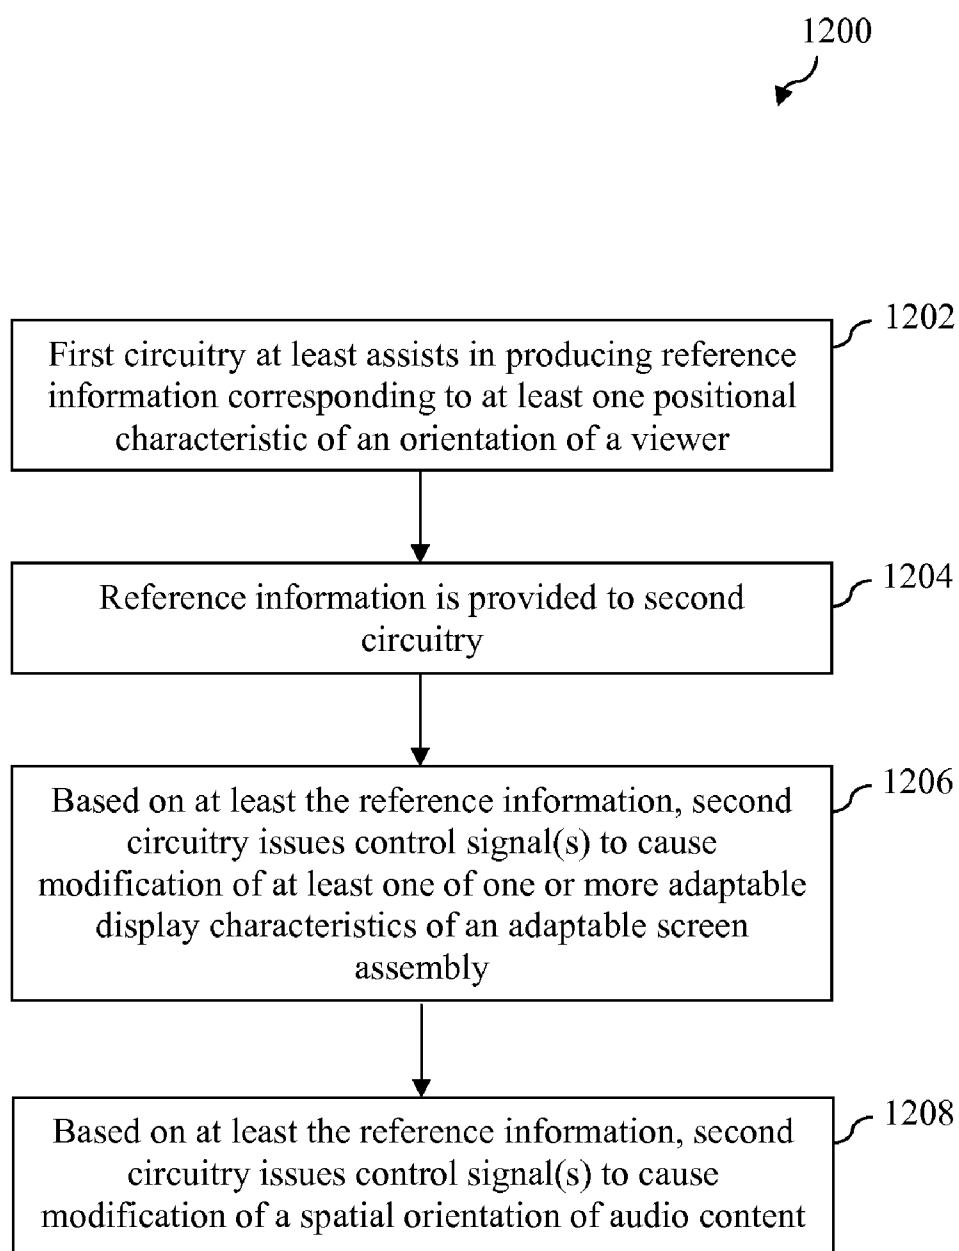 1200
1202
First circuitry at least assists in producing reference
information corresponding to at least one positional
characteristic of an orientation of a viewer
1204
Reference information is provided to second
circuitry
1206
Based on at least the reference information, second
circuitry issues control signal(s) to cause
modification of at least one of one or more adaptable
display characteristics of an adaptable screen
assembly
1208
Based on at least the reference information, second
circuitry issues control signal(s) to cause
modification of a spatial orientation of audio content